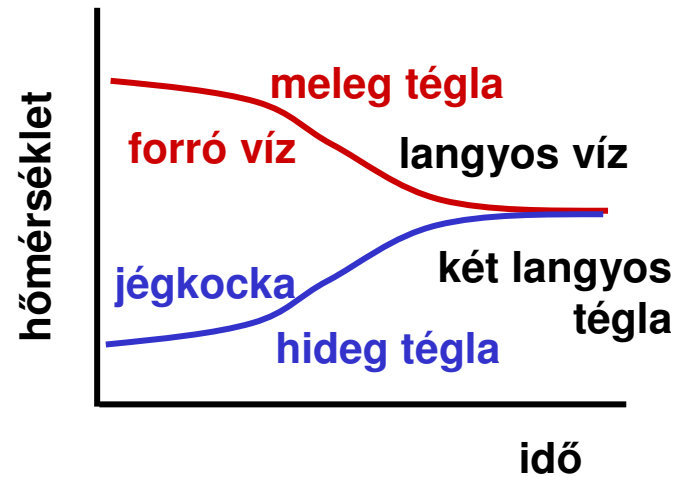 hőmérséklet
meleg tégla
forró víz
langyos víz
jégkocka
hideg tégla
két langyos
tégla
idő